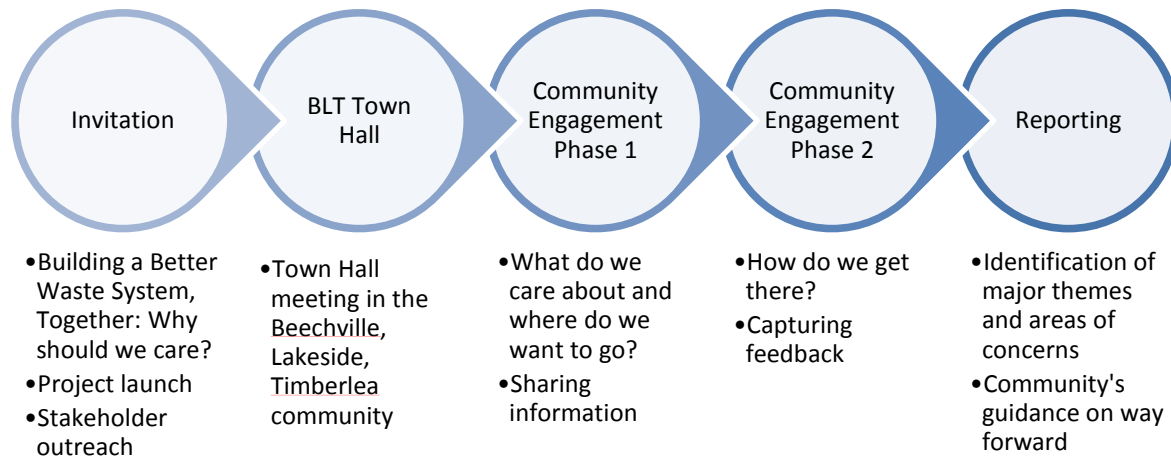 Invitation
•Building a Better
Waste System,
Together: Why
should we care?
•Project launch
•Stakeholder
outreach
BLT Town
Hall
•Town Hall
meeting in the
Beechville,
Lakeside,
Timberlea
community
Community
Engagement
Phase 1
•What do we
care about and
where do we
want to go?
•Sharing
information
Community
Engagement
Phase 2
•How do we get
there?
•Capturing
feedback
Reporting
•Identification of
major themes
and areas of
concerns
•Community's
guidance on way
forward